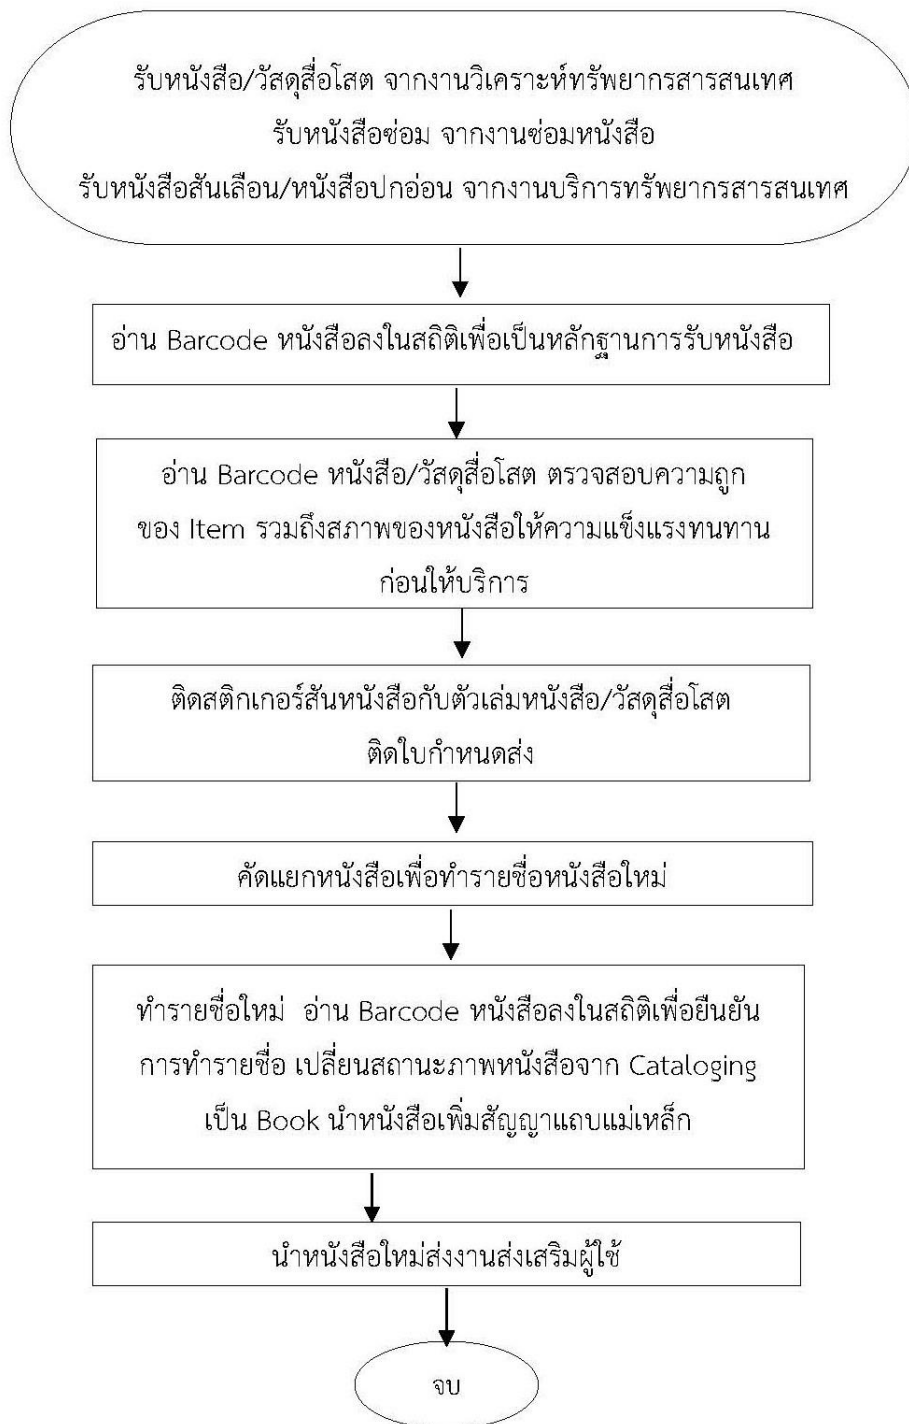 รับหนังสือ/วัสดุสื่อโสต จากงานวิเคราะห์ทรัพยากรสารสนเทศ
รับหนังสือซ่อม จากงานซ่อมหนังสือ
รับหนังสือสันเลือน/หนังสือปกอ่อน จากงานบริการทรัพยากรสารสนเทศ
อ่าน Barcode หนังสือลงในสถิติเพื่อเป็นหลักฐานการรับหนังสือ
อ่าน Barcode หนังสือ/วัสดุสื่อโสต ตรวจสอบความถูก
ของ Item รวมถึงสภาพของหนังสือให้ความแข็งแรงทนทาน
ก่อนให้บริการ
ติดสติกเกอร์สันหนังสือกับตัวเล่มหนังสือ/วัสดุสื่อโสต
ติดใบกำหนดส่ง
คัดแยกหนังสือเพื่อทำรายชื่อหนังสือใหม่
ทำรายชื่อใหม่ อ่าน Barcode หนังสือลงในสถิติเพื่อยืนยัน
การทำรายชื่อ เปลี่ยนสถานะภาพหนังสือจาก Cataloging
เป็น Book นำหนังสือเพิ่มสัญญาแถบแม่เหล็ก
นำหนังสือใหม่ส่งงานส่งเสริมผู้ใช้
จบ